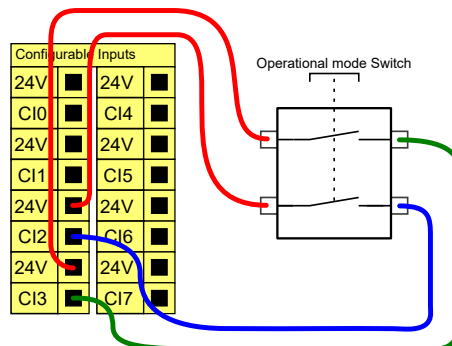 Configurable Inputs
Operational mode Switch
24V 24V
CI0 CI4
24V 24V
CI1 CI5
24V 24V
CI2 CI6
24V 24V
CI3 CI7